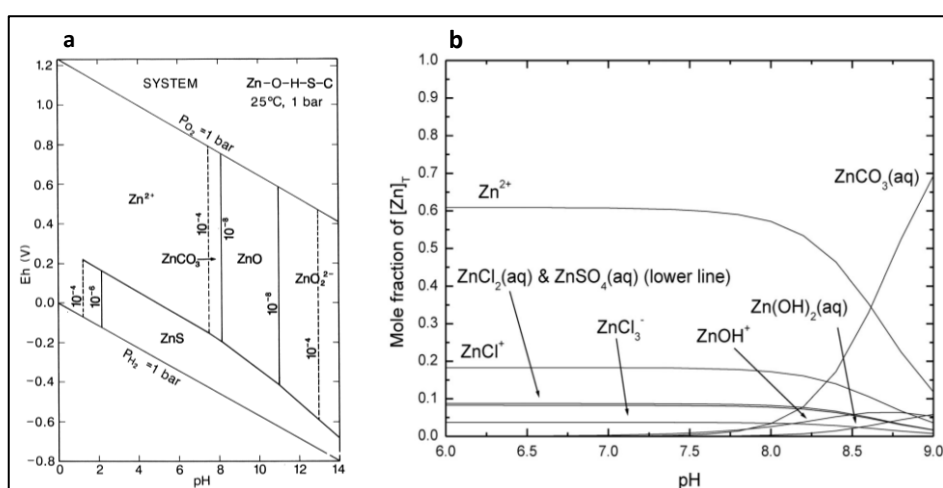 a
SYSTEM Zn–O–H–S–C
25°C, 1 bar
1.2
1.0
0.8
0.6
0.4
0.2
0.0
−0.2
−0.4
−0.6
−0.8
Eh (V)
P_O₂ = 1 bar
P_H₂ = 1 bar
Zn²⁺
10⁻⁴
10⁻⁸
ZnCO₃
ZnO
ZnO₂²⁻
10⁻⁸
10⁻⁴
10⁻⁴
10⁻⁶
ZnS
0 2 4 6 8 10 12 14
pH
b
1.0
0.9
0.8
0.7
0.6
0.5
0.4
0.3
0.2
0.1
0.0
Mole fraction of [Zn]T
ZnCO₃(aq)
Zn²⁺
ZnCl₂(aq) & ZnSO₄(aq) (lower line)
Zn(OH)₂(aq)
ZnCl₃⁻
ZnOH⁺
ZnCl⁺
6.0 6.5 7.0 7.5 8.0 8.5 9.0
pH